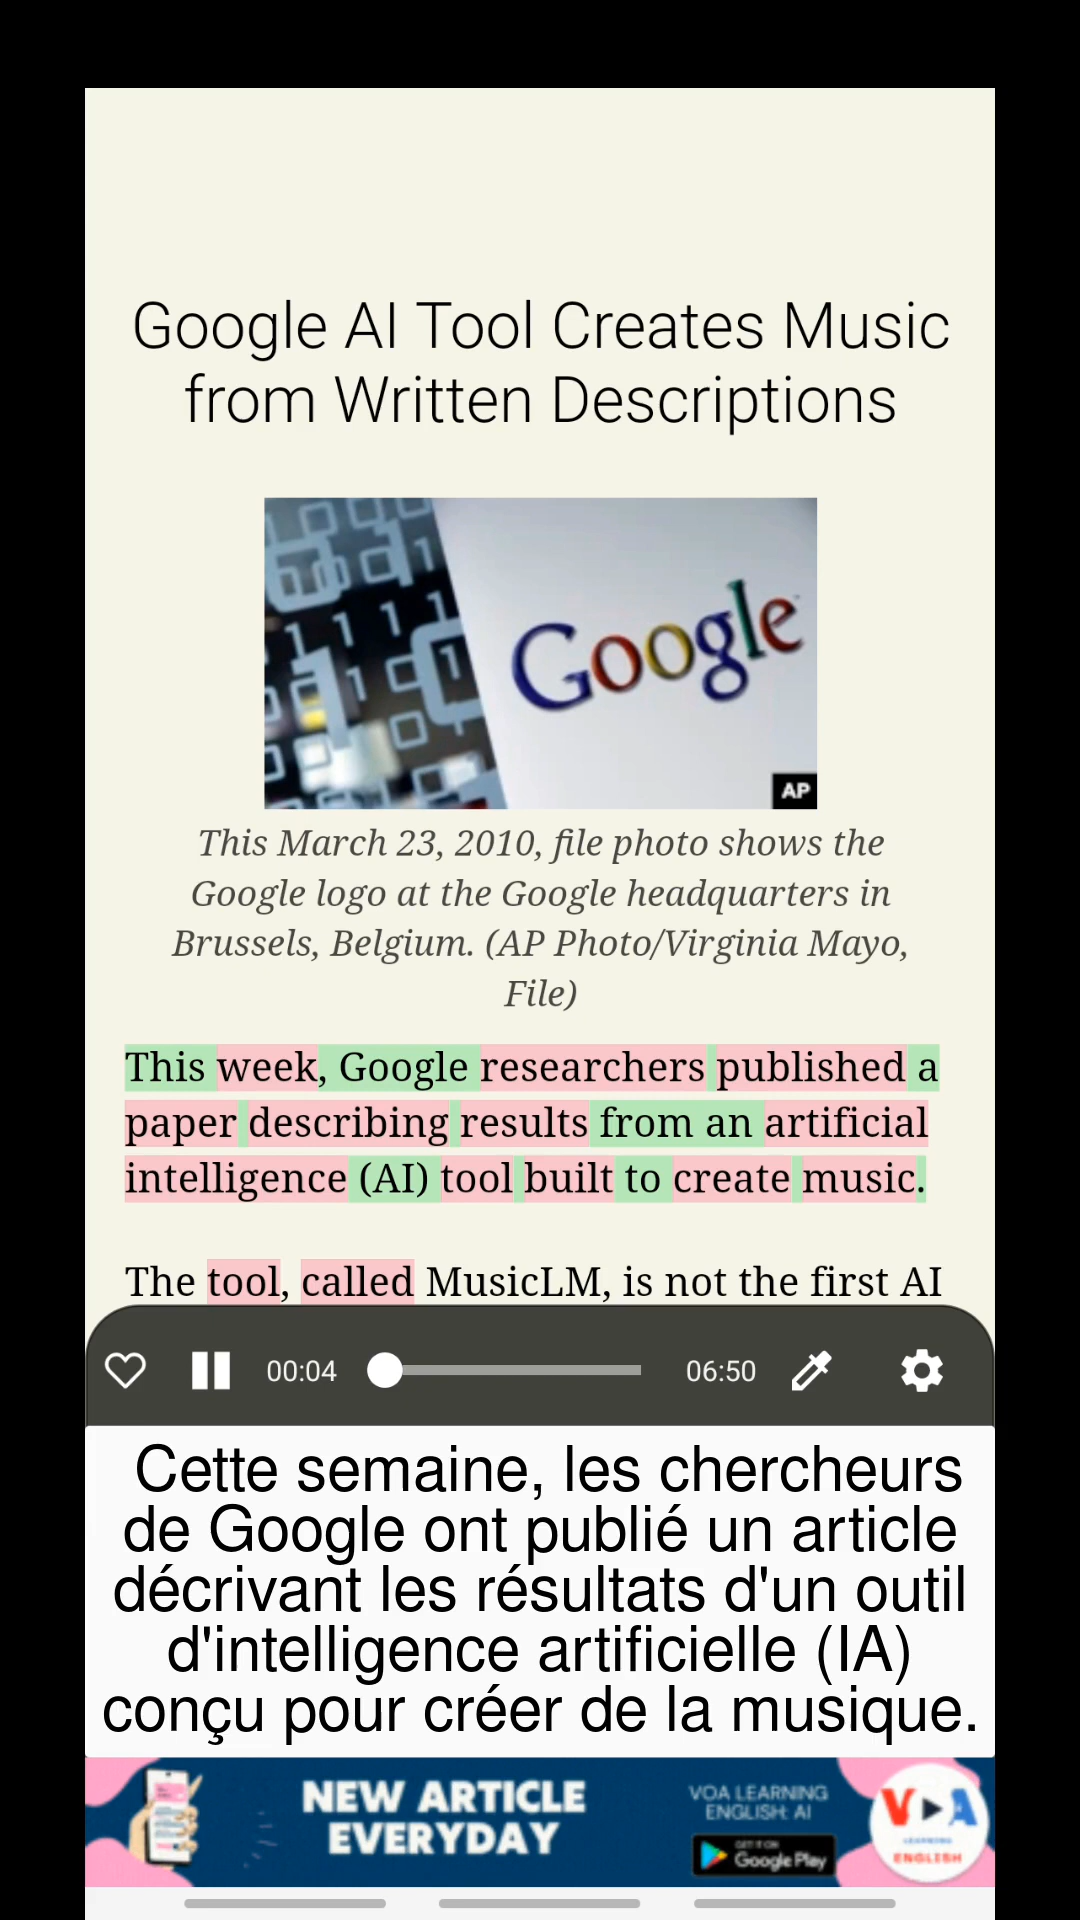 Google AI Tool Creates Music
from Written Descriptions
Google
AP
This March 23, 2010, file photo shows the
Google logo at the Google headquarters in
Brussels, Belgium. (AP Photo/Virginia Mayo,
File)
This week, Google researchers published a
paper describing results from an artificial
intelligence (AI) tool built to create music.
The tool, called MusicLM, is not the first AI
00:04
06:50
Cette semaine, les chercheurs
de Google ont publié un article
décrivant les résultats d'un outil
d'intelligence artificielle (IA)
conçu pour créer de la musique.
NEW ARTICLE
EVERYDAY
VOA LEARNING
ENGLISH: AI
GET IT ON
Google Play
VOA
LEARNING
ENGLISH